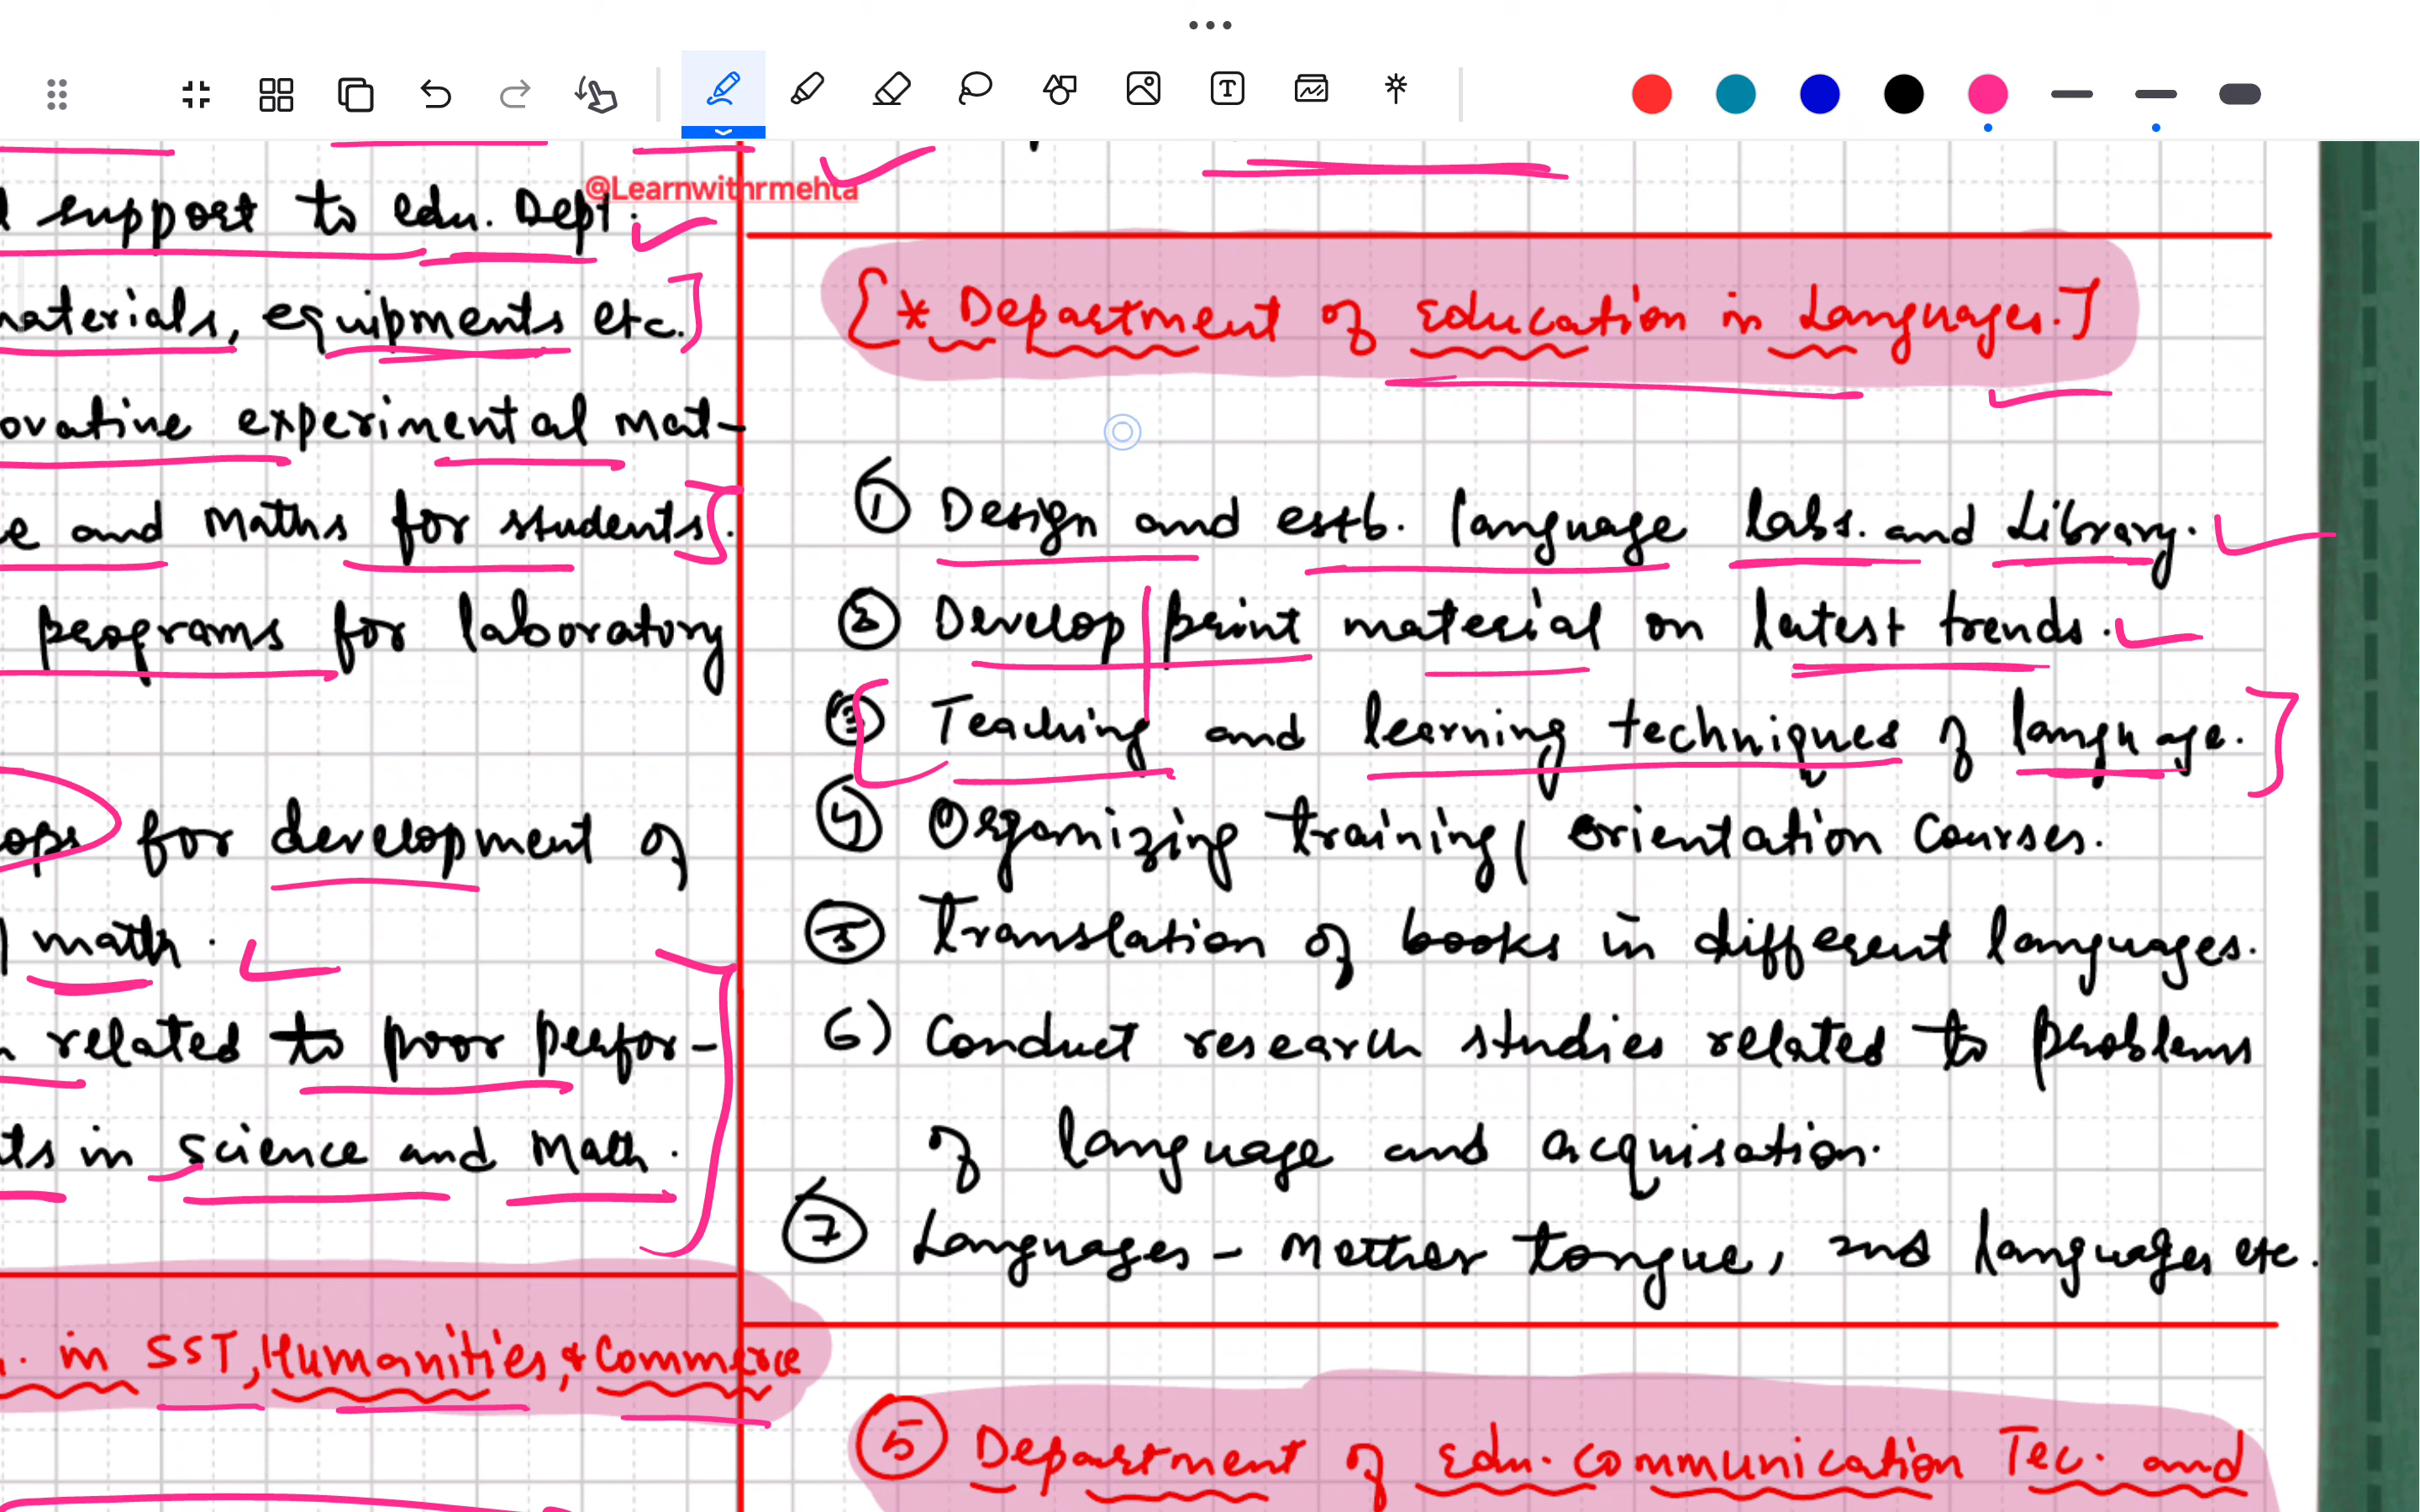 @Learnwithrmehta
support to edu. Dept.
materials, equipments etc.
ovative experimental mat-
e and Maths for students.
programs for laboratory
ops for development of
math.
related to poor perfor-
ts in science and Math.
. in SST, Humanities, & Commerce
[* Department of Education in Languages.]
① Design and estb. language labs. and Library.
② Develop print material on latest trends.
③ Teaching and learning techniques of language.
④ Organizing training / Orientation Courses.
⑤ Translation of books in different languages.
6) Conduct research studies related to problems
of language and acquisation.
⑦ Languages - Mother tongue, 2nd languages etc.
⑤ Department of Edu. Communication Tec. and